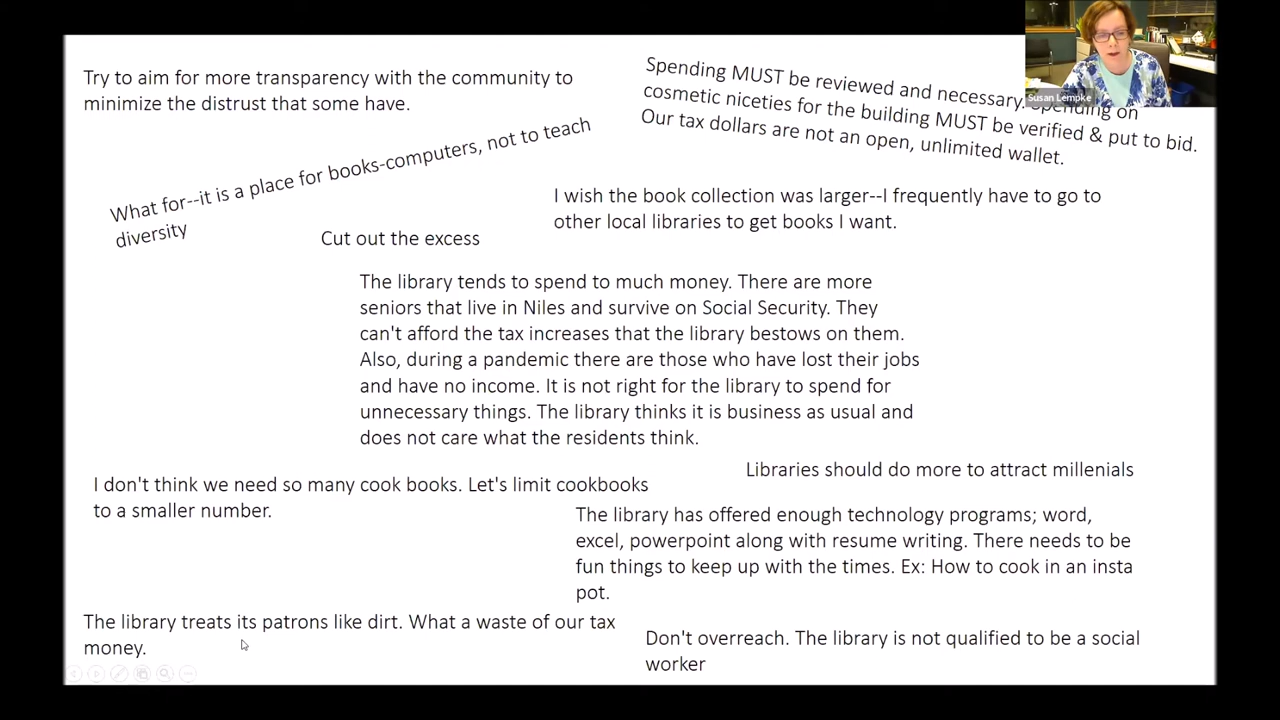 Try to aim for more transparency with the community to
minimize the distrust that some have.
Spending MUST be reviewed and necessary. Spending on
cosmetic niceties for the building MUST be verified & put to bid.
Our tax dollars are not an open, unlimited wallet.
Susan Lempke
What for--it is a place for books-computers, not to teach
diversity
I wish the book collection was larger--I frequently have to go to
other local libraries to get books I want.
Cut out the excess
The library tends to spend to much money. There are more
seniors that live in Niles and survive on Social Security. They
can't afford the tax increases that the library bestows on them.
Also, during a pandemic there are those who have lost their jobs
and have no income. It is not right for the library to spend for
unnecessary things. The library thinks it is business as usual and
does not care what the residents think.
Libraries should do more to attract millenials
I don't think we need so many cook books. Let's limit cookbooks
to a smaller number.
The library has offered enough technology programs; word,
excel, powerpoint along with resume writing. There needs to be
fun things to keep up with the times. Ex: How to cook in an insta
pot.
The library treats its patrons like dirt. What a waste of our tax
money.
Don't overreach. The library is not qualified to be a social
worker